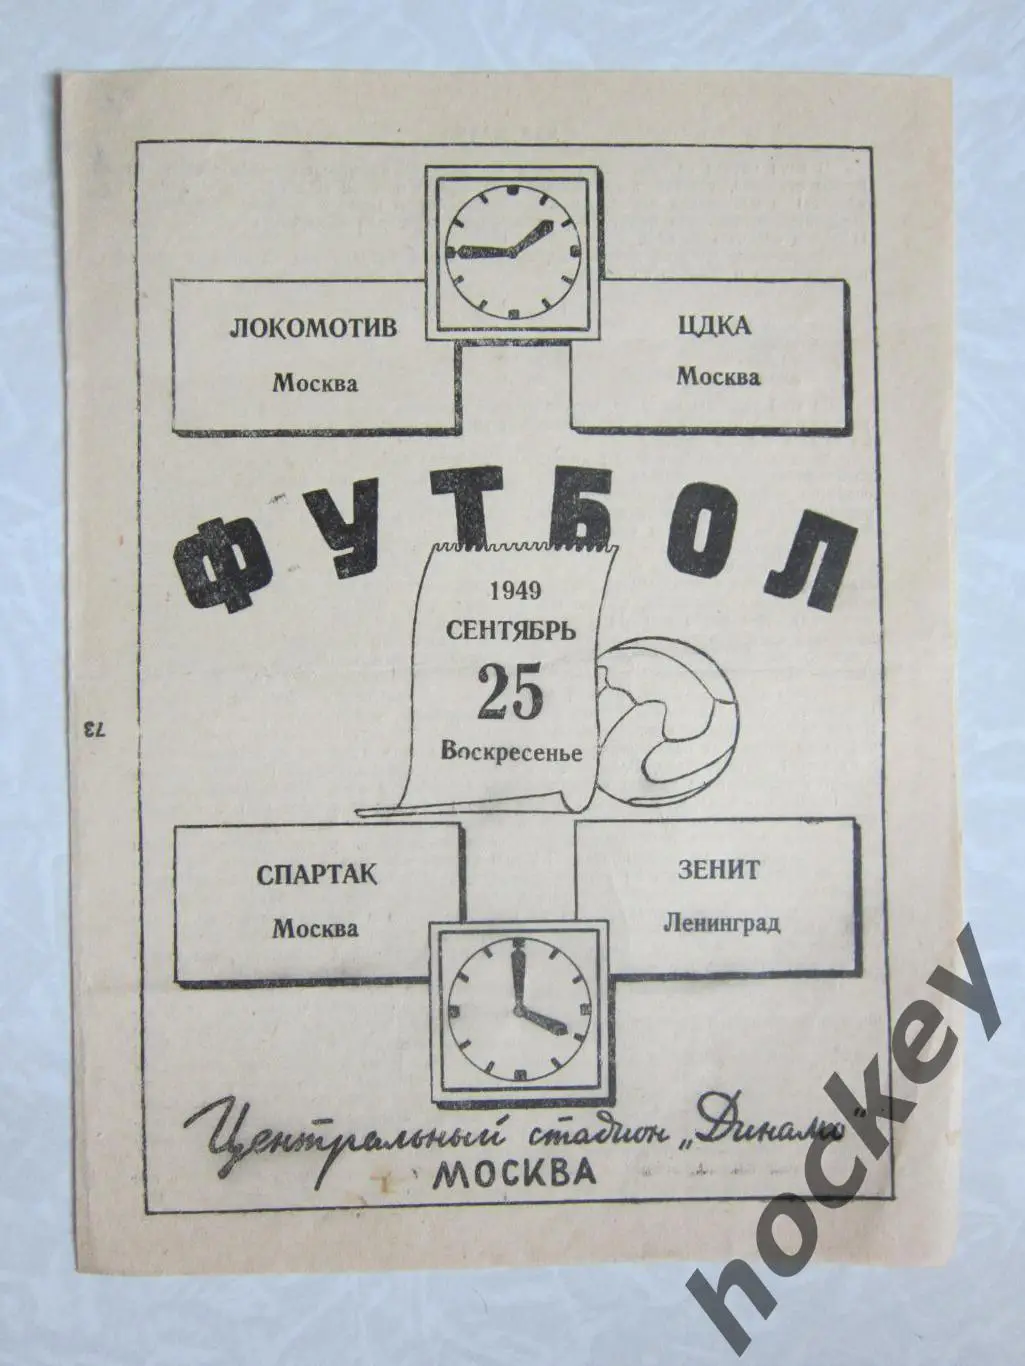 ЛОКОМОТИВ
Москва
ЦДКА
Москва
ФУТБОЛ
1949
СЕНТЯБРЬ
25
Воскресенье
73
СПАРТАК
Москва
ЗЕНИТ
Ленинград
Центральный стадион „Динамо"
МОСКВА
hockey